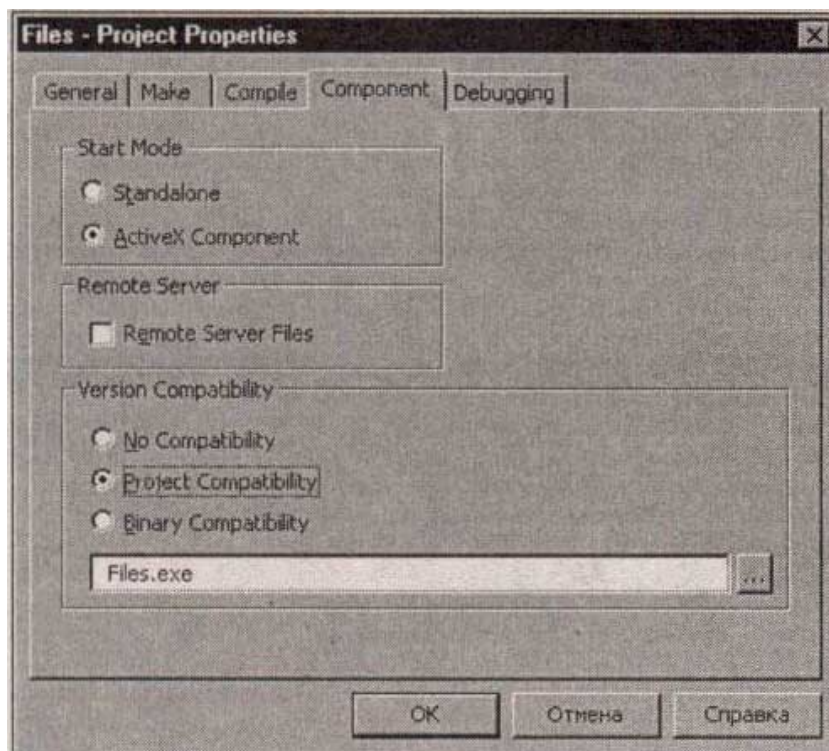 Files - Project Properties
General Make Compile Component Debugging
Start Mode
Standalone
ActiveX Component
Remote Server
Remote Server Files
Version Compatibility
No Compatibility
Project Compatibility
Binary Compatibility
Files.exe
...
OK Отмена Справка